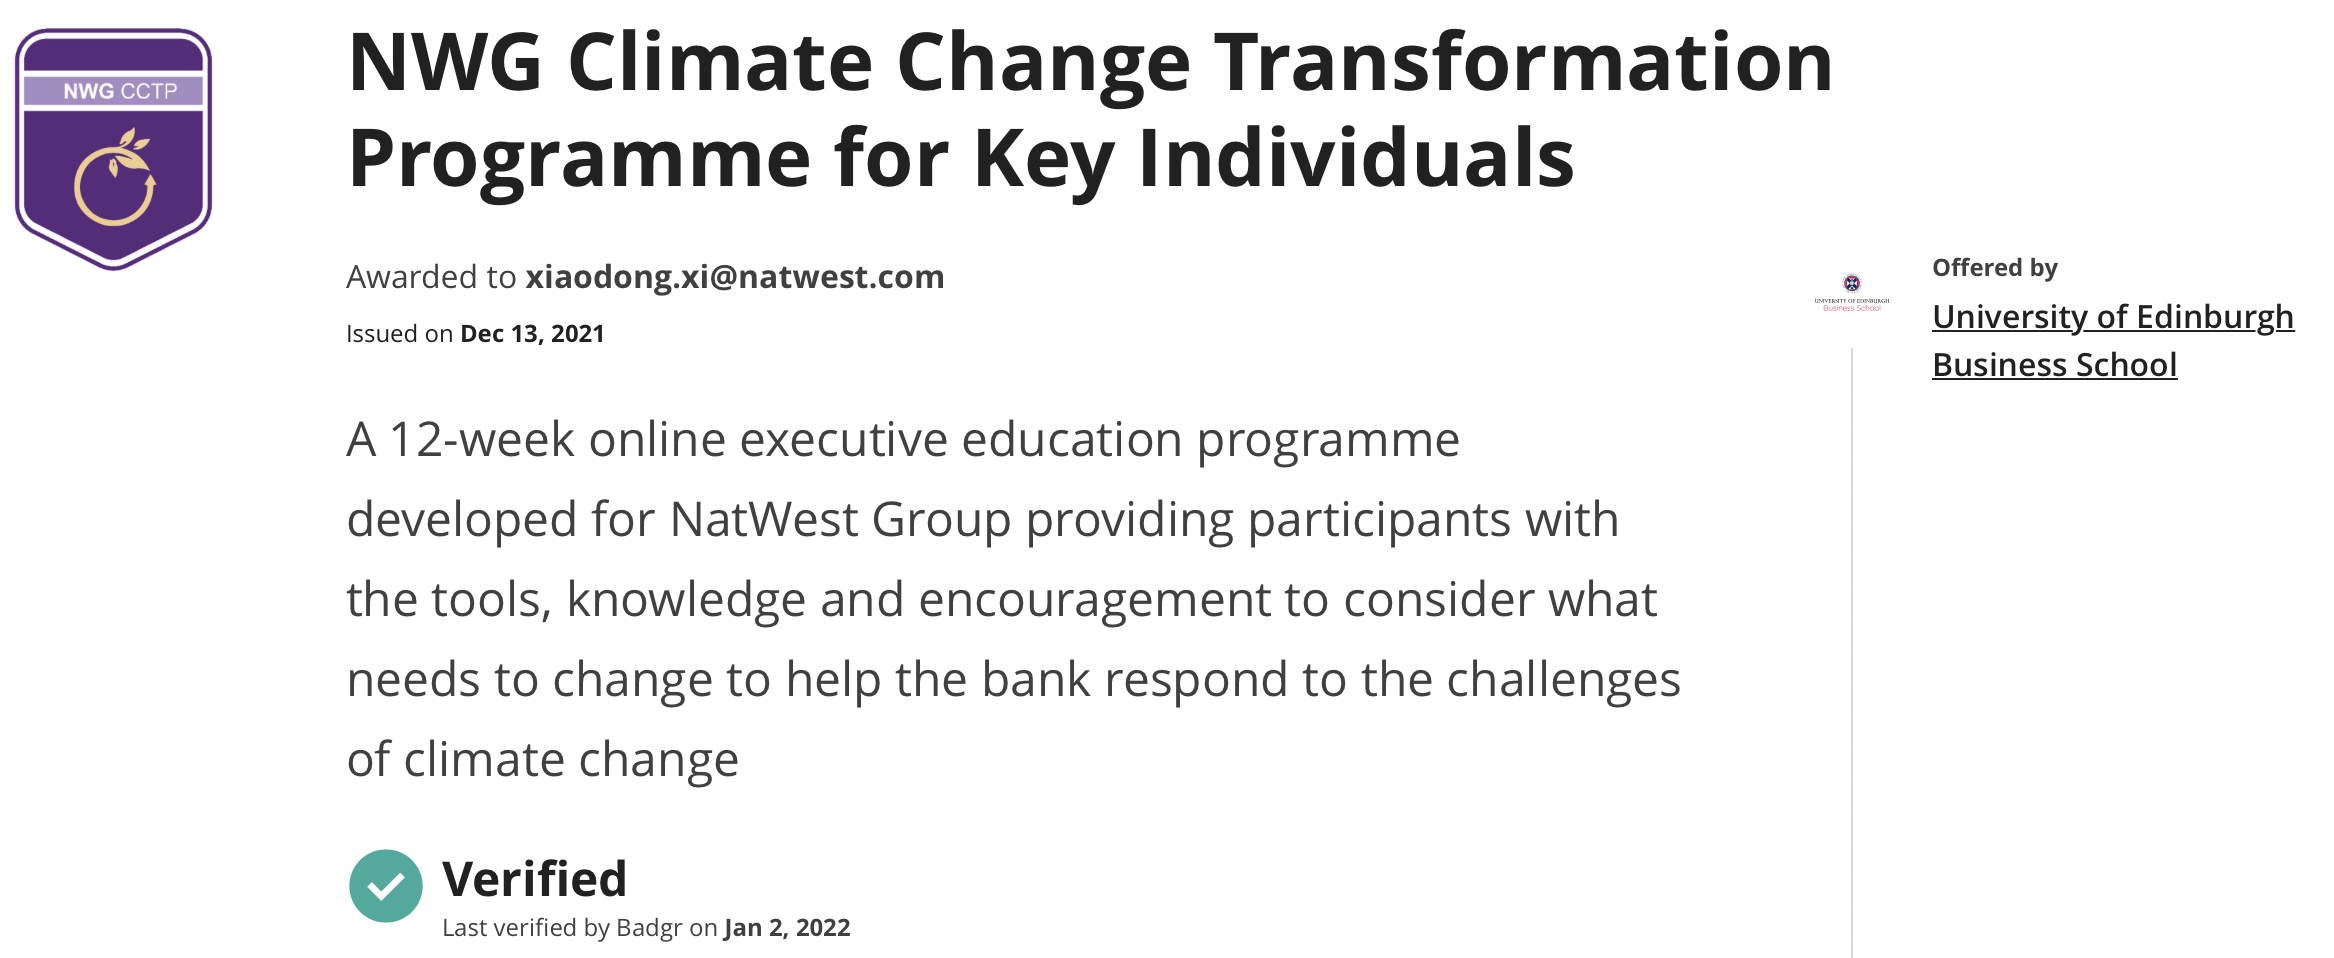 NWG CCTP
NWG Climate Change Transformation
Programme for Key Individuals
Awarded to xiaodong.xi@natwest.com
Issued on Dec 13, 2021
UNIVERSITY OF EDINBURGH
Business School
Offered by
University of Edinburgh
Business School
A 12-week online executive education programme
developed for NatWest Group providing participants with
the tools, knowledge and encouragement to consider what
needs to change to help the bank respond to the challenges
of climate change
Verified
Last verified by Badgr on Jan 2, 2022